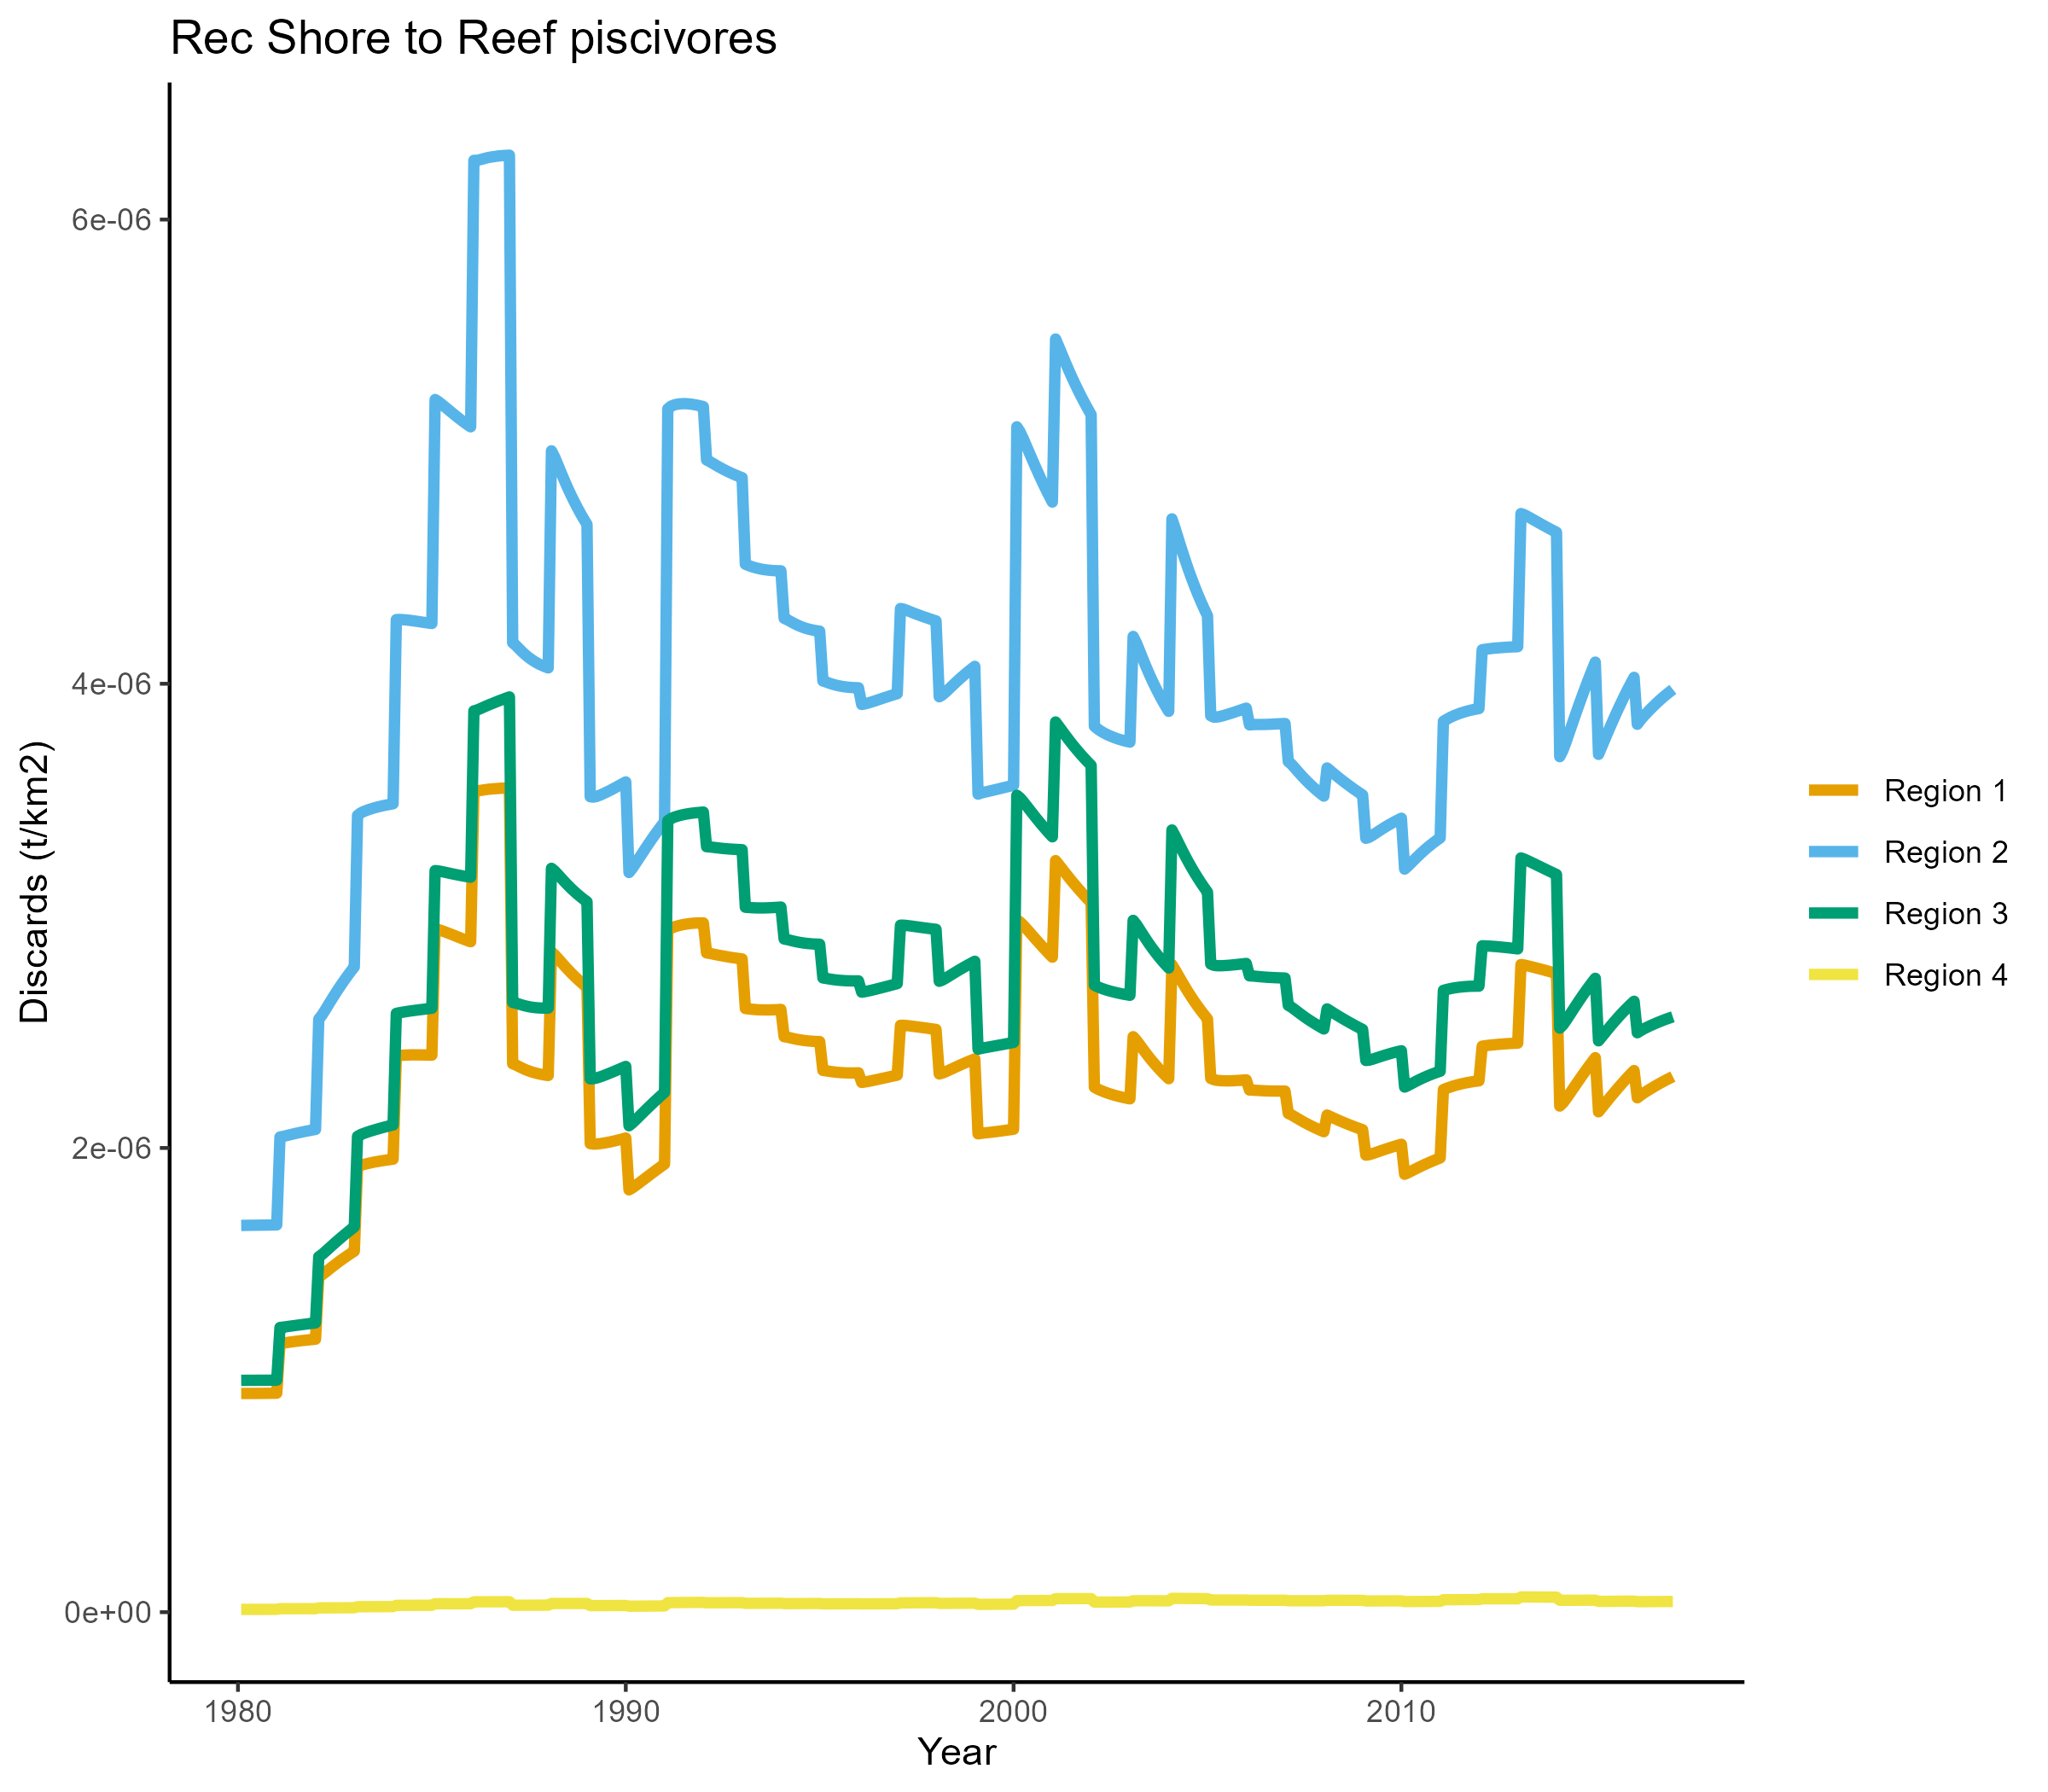 Rec Shore to Reef piscivores
Discards (t/km2)
6e-06
4e-06
2e-06
0e+00
1980 1990 2000 2010
Year
Region 1
Region 2
Region 3
Region 4